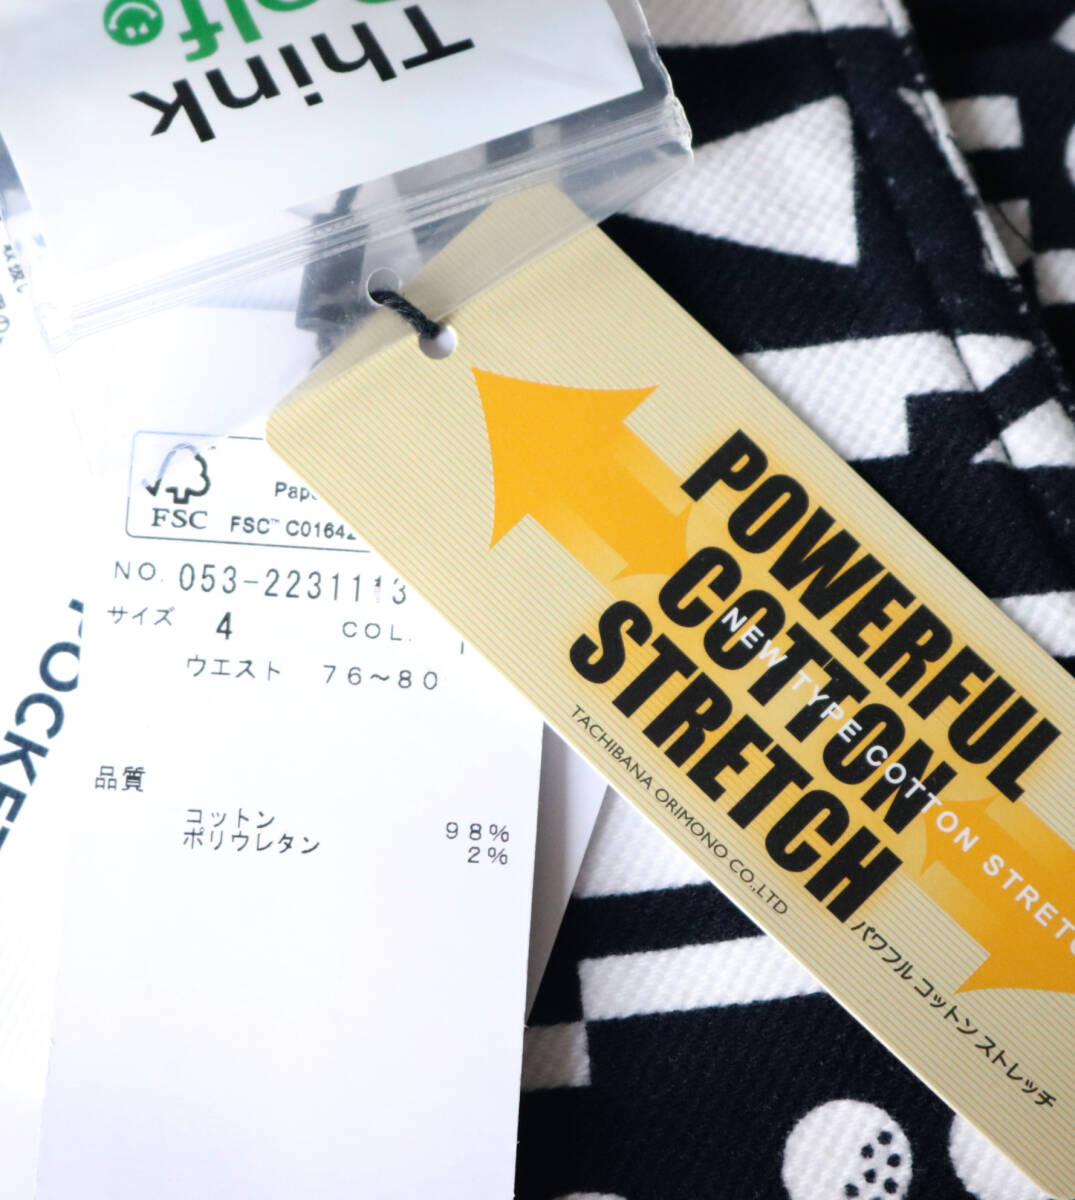 Think
Golf
FSC
FSC™ C01642
NO. 053-2231113
サイズ 4 COL.
ウエスト 76～80
品質
コットン 98%
ポリウレタン 2%
POWERFUL
COTTON
STRETCH
NEW TYPE COTTON
TACHIBANA ORIMONO CO.,LTD
パワフル コットン ストレッチ